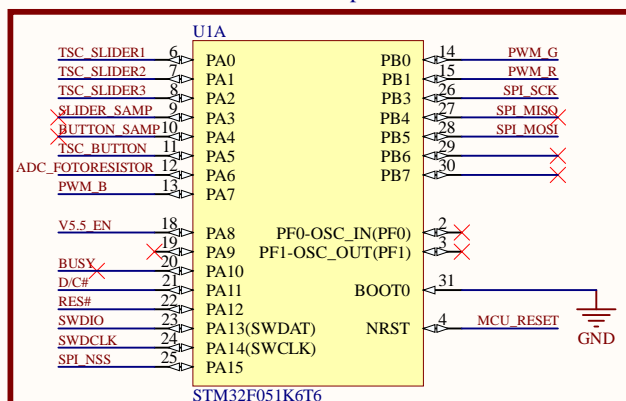 U1A
TSC_SLIDER1 6 PA0 PB0 14 PWM_G
TSC_SLIDER2 7 PA1 PB1 15 PWM_R
TSC_SLIDER3 8 PA2 PB3 26 SPI_SCK
SLIDER_SAMP 9 PA3 PB4 27 SPI_MISO
BUTTON_SAMP 10 PA4 PB5 28 SPI_MOSI
TSC_BUTTON 11 PA5 PB6 29
ADC_FOTORESISTOR 12 PA6 PB7 30
PWM_B 13 PA7
V5.5_EN 18 PA8 PF0-OSC_IN(PF0) 2
19 PA9 PF1-OSC_OUT(PF1) 3
BUSY 20 PA10
D/C# 21 PA11 BOOT0 31
RES# 22 PA12
GND
SWDIO 23 PA13(SWDAT) NRST 4 MCU_RESET
SWDCLK 24 PA14(SWCLK)
SPI_NSS 25 PA15
STM32F051K6T6